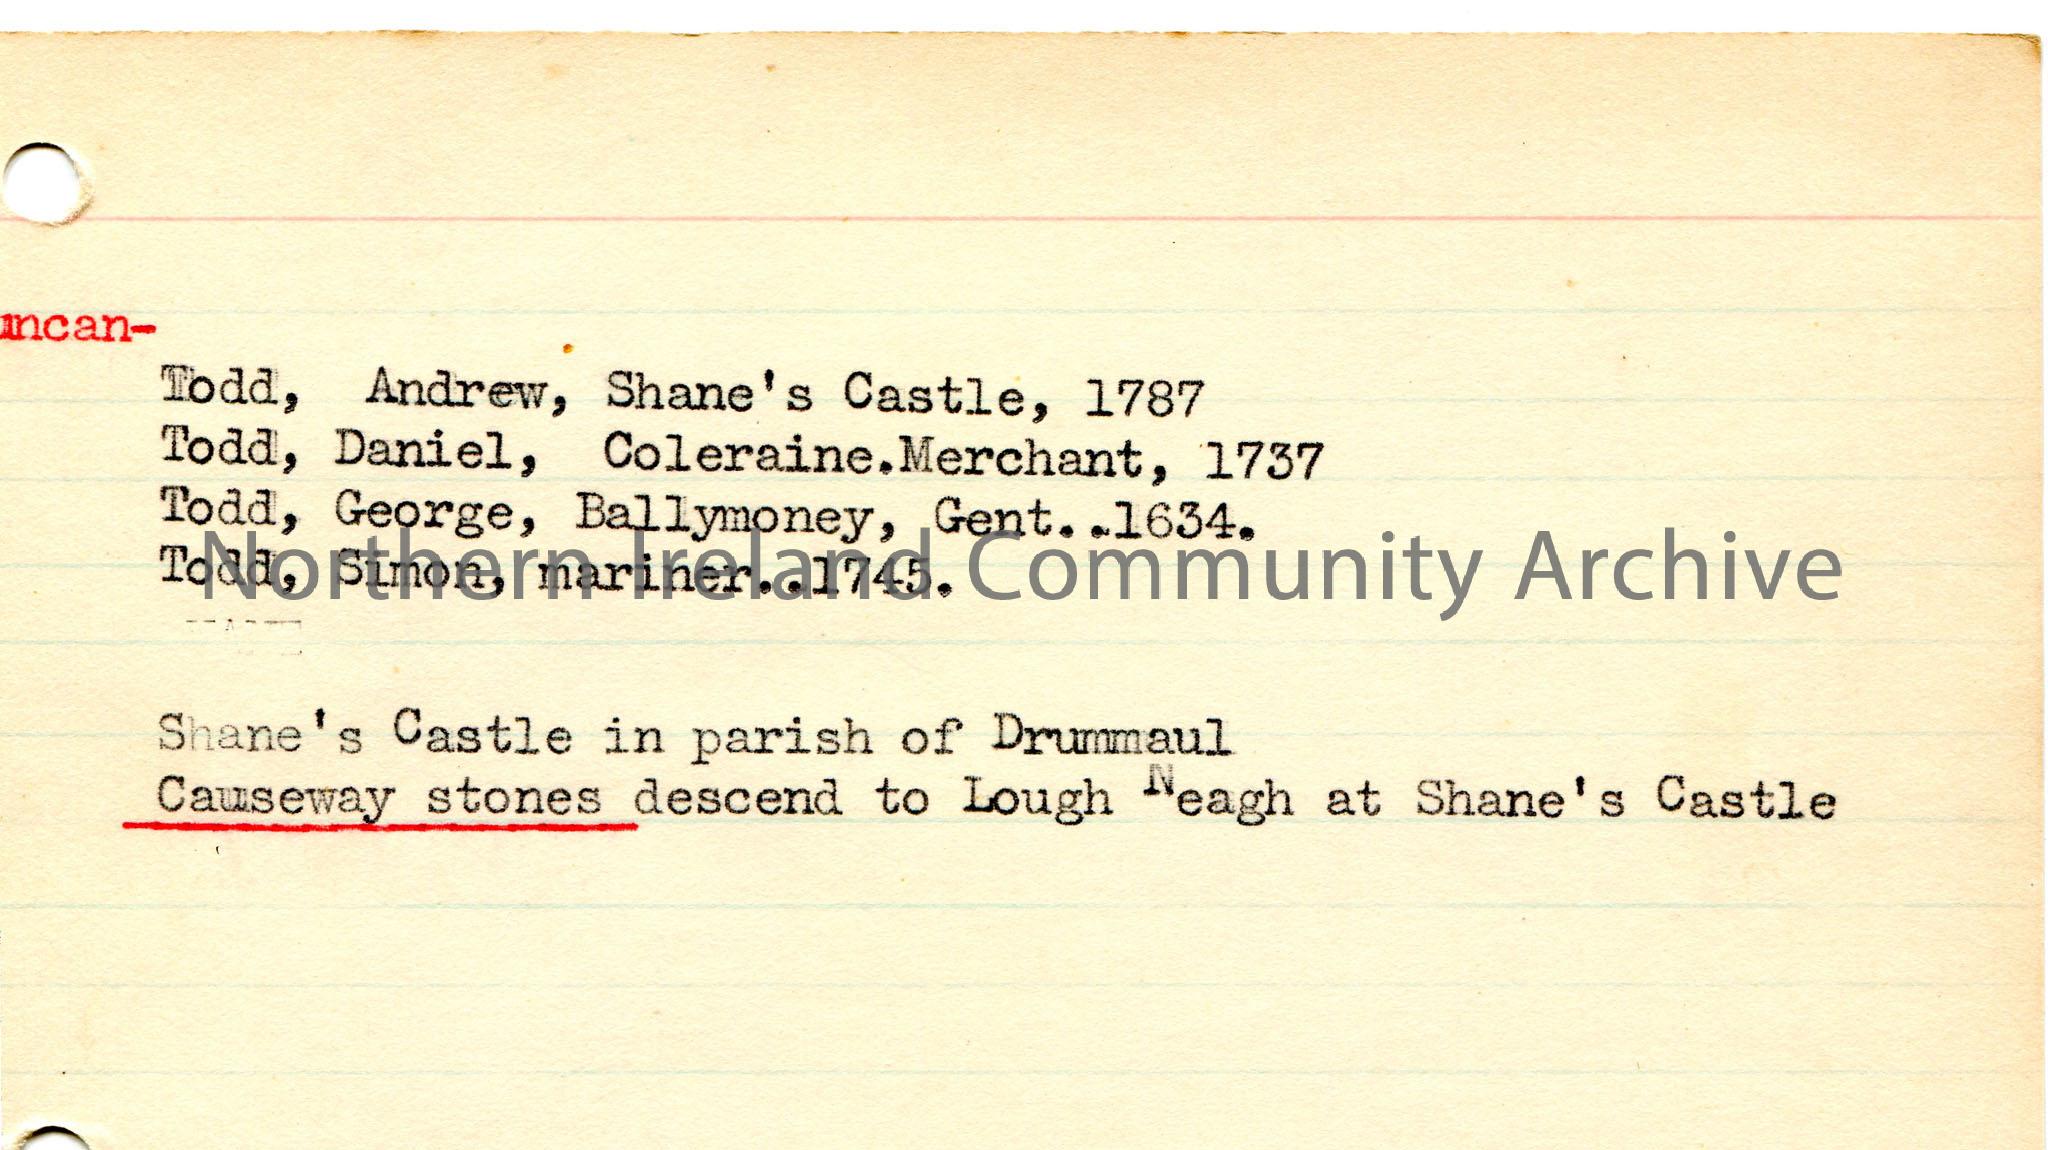 uncan-
Todd, Andrew, Shane's Castle, 1787
Todd, Daniel, Coleraine.Merchant, 1737
Todd, George, Ballymoney, Gent..1634.
Todd, Simon, mariner..1745.
Northern Ireland Community Archive
Shane's Castle in parish of Drummaul
Causeway stones descend to Lough Neagh at Shane's Castle